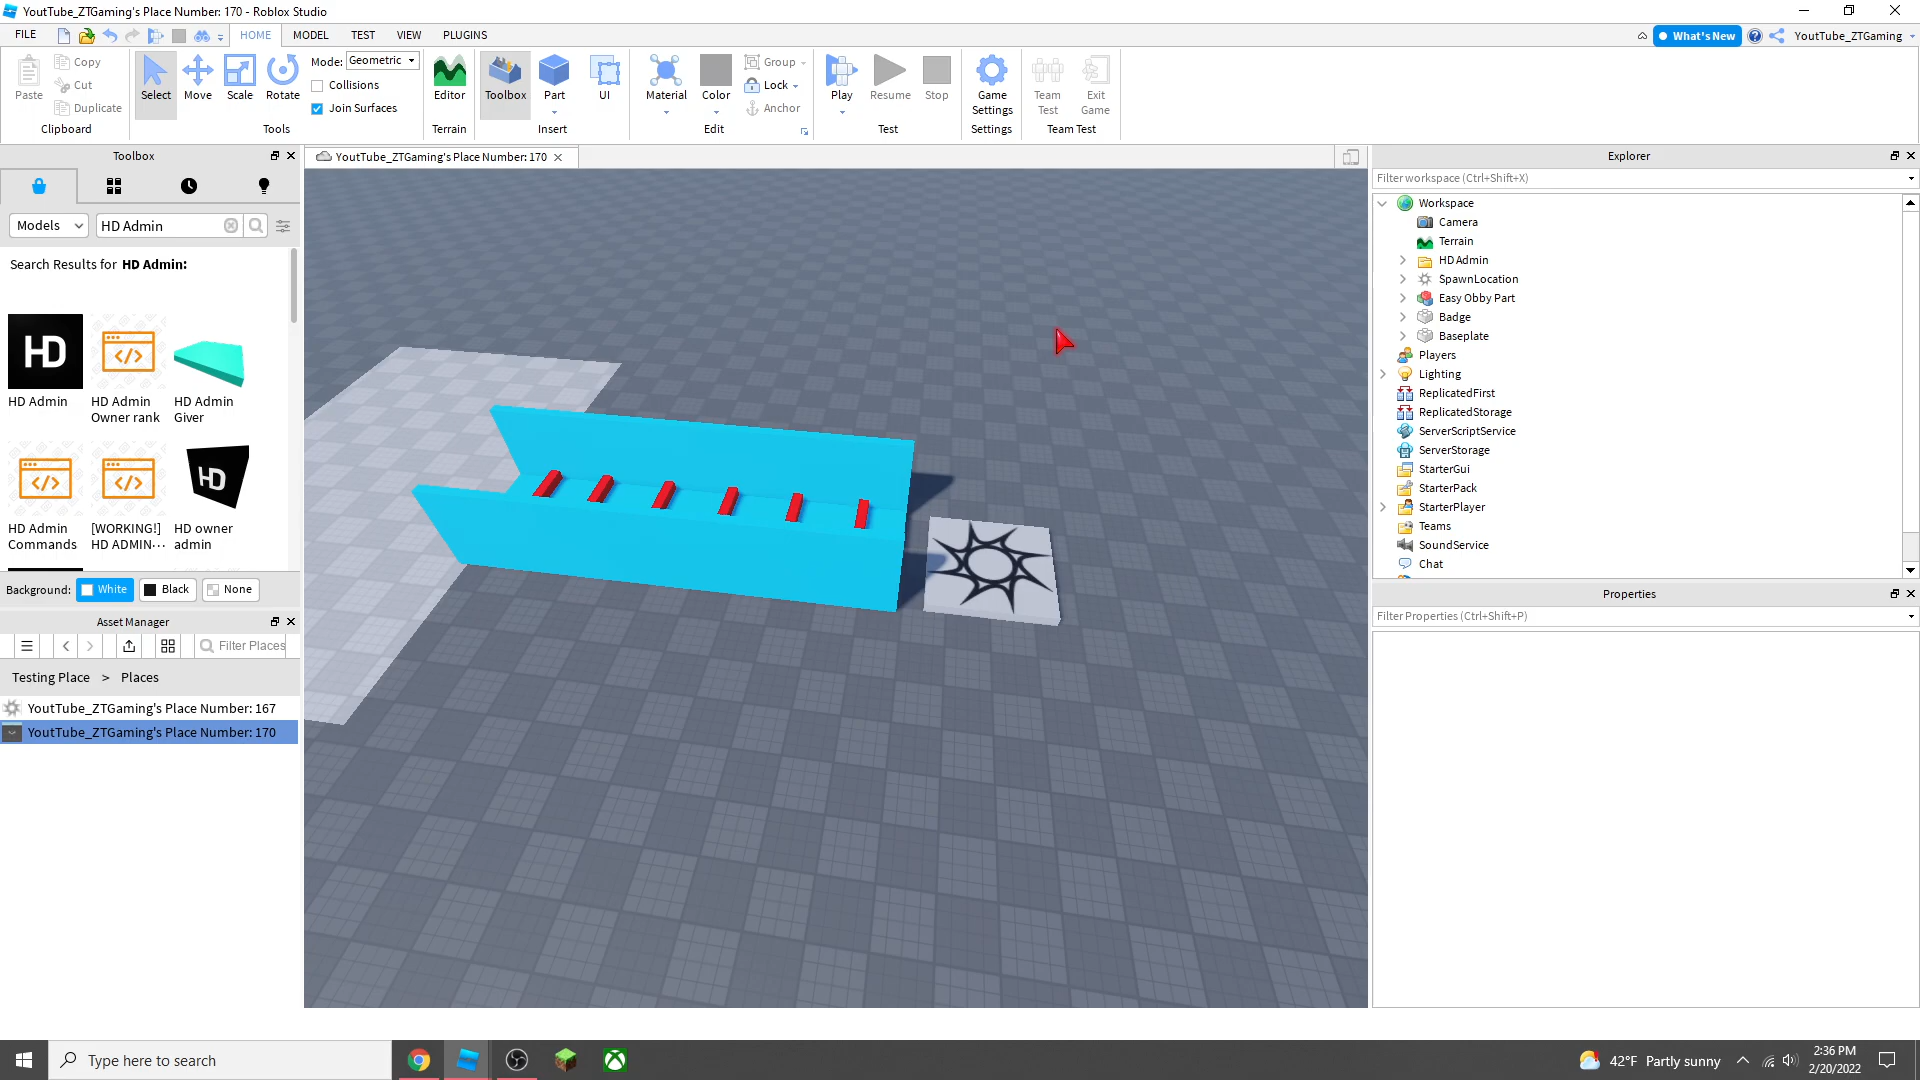 YoutTube_ZTGaming's Place Number: 170 - Roblox Studio
FILE HOME MODEL TEST VIEW PLUGINS What's New YoutTube_ZTGaming
Paste
Copy
Cut
Duplicate
Clipboard
Select Move Scale Rotate
Mode: Geometric
Collisions
Join Surfaces
Tools
Editor
Terrain
Toolbox Part UI
Insert
Material Color
Group
Lock
Anchor
Edit
Play Resume Stop
Test
Game
Settings
Settings
Team
Test
Exit
Game
Team Test
Toolbox
Models HD Admin
Search Results for HD Admin:
HD
HD Admin
HD Admin
Owner rank
HD Admin
Giver
HD
HD Admin
Commands
[WORKING!]
HD ADMIN···
HD owner
admin
Background: White Black None
Asset Manager
Filter Places
Testing Place > Places
YoutTube_ZTGaming's Place Number: 167
YoutTube_ZTGaming's Place Number: 170
YoutTube_ZTGaming's Place Number: 170
Explorer
Filter workspace (Ctrl+Shift+X)
Workspace
Camera
Terrain
HD Admin
SpawnLocation
Easy Obby Part
Badge
Baseplate
Players
Lighting
ReplicatedFirst
ReplicatedStorage
ServerScriptService
ServerStorage
StarterGui
StarterPack
StarterPlayer
Teams
SoundService
Chat
Properties
Filter Properties (Ctrl+Shift+P)
Type here to search
42°F Partly sunny
2:36 PM
2/20/2022